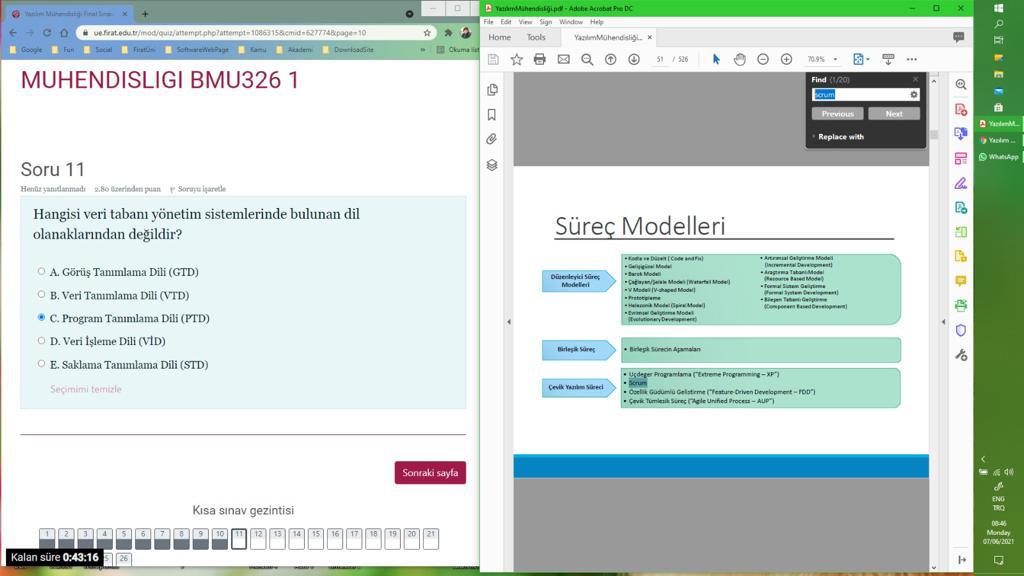 Yazılım Mühendisliği Final Sınavı
ue.firat.edu.tr/mod/quiz/attempt.php?attempt=1086315&cmid=627774&page=10
Google
Fun
Social
FıratÜni
SoftwareWebPage
Kamu
Akademi
DownloadSite
»
Okuma liste
MUHENDISLIGI BMU326 1
Soru 11
Henüz yanıtlanmadı 2.80 üzerinden puan Soruyu işaretle
Hangisi veri tabanı yönetim sistemlerinde bulunan dil
olanaklarından değildir?
A. Görüş Tanımlama Dili (GTD)
B. Veri Tanımlama Dili (VTD)
C. Program Tanımlama Dili (PTD)
D. Veri İşleme Dili (VİD)
E. Saklama Tanımlama Dili (STD)
Seçimimi temizle
Sonraki sayfa
Kısa sınav gezintisi
1 2 3 4 5 6 7 8 9 10 11 12 13 14 15 16 17 18 19 20 21
26
Kalan süre 0:43:16
YazılımMühendisliği.pdf - Adobe Acrobat Pro DC
File Edit View Sign Window Help
Home Tools YazılımMühendisliği... ×
51 / 526
70.9%
Find (1/20)
scrum
Previous Next
Replace with
Süreç Modelleri
Düzenleyici Süreç
Modelleri
• Kodla ve Düzelt ( Code and Fix)
• Gelişigüzel Model
• Barok Modeli
• Çağlayan/Şelale Modeli (Waterfall Model)
• V Modeli (V-shaped Model)
• Prototipleme
• Helezonik Model (Spiral Model)
• Evrimsel Geliştirme Modeli
(Evolutionary Development)
• Artırımsal Geliştirme Modeli
(Incremental Development)
• Araştırma Tabanlı Model
(Resource Based Model)
• Formal Sistem Geliştirme
(Formal System Development)
• Bileşen Tabanlı Geliştirme
(Component Based Development)
Birleşik Süreç
• Birleşik Sürecin Aşamaları
Çevik Yazılım Süreci
• Uçdeğer Programlama ("Extreme Programming – XP")
• Scrum
• Özellik Güdümlü Geliştirme ("Feature-Driven Development – FDD")
• Çevik Tümleşik Süreç ("Agile Unified Process – AUP")
YazılımM...
Yazılım ...
WhatsApp
ENG
TRQ
08:46
Monday
07/06/2021